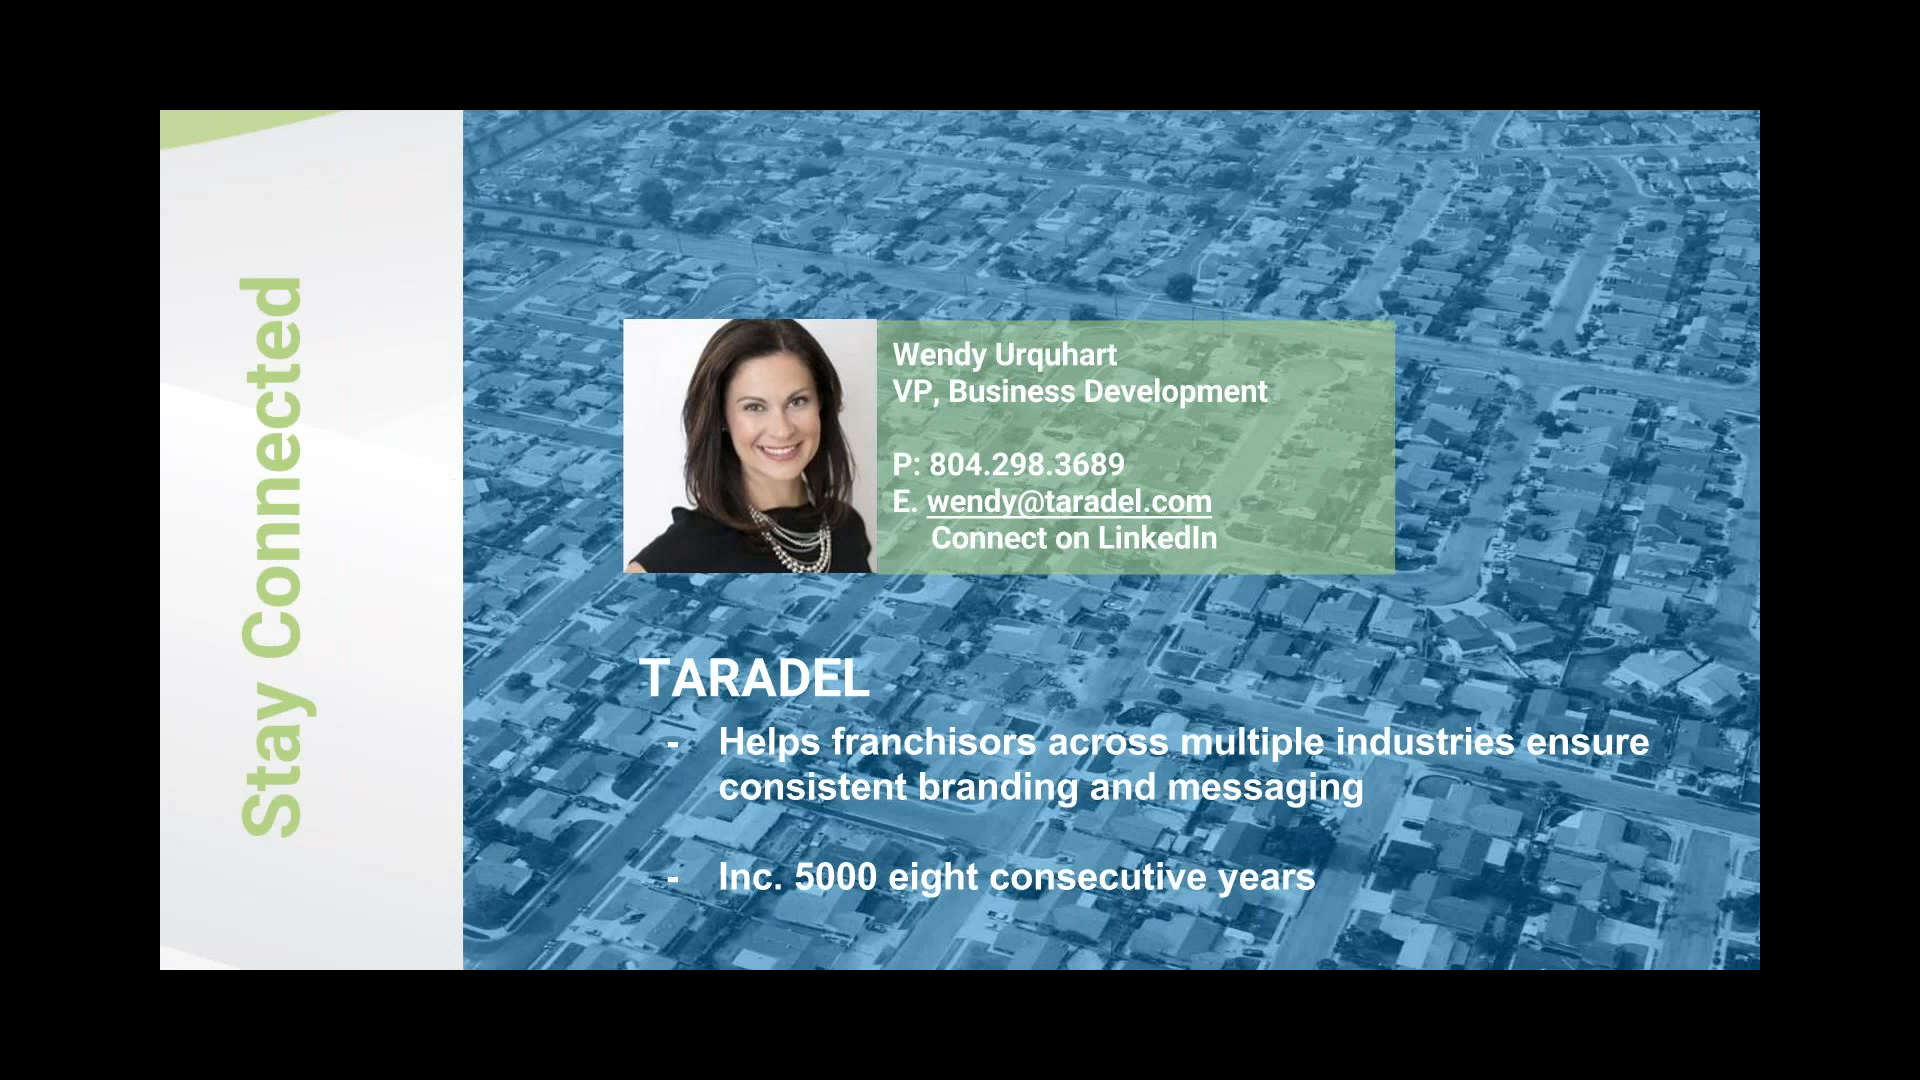 Stay Connected
Wendy Urquhart
VP, Business Development
P: 804.298.3689
E. wendy@taradel.com
Connect on LinkedIn
TARADEL
- Helps franchisors across multiple industries ensure
consistent branding and messaging
- Inc. 5000 eight consecutive years